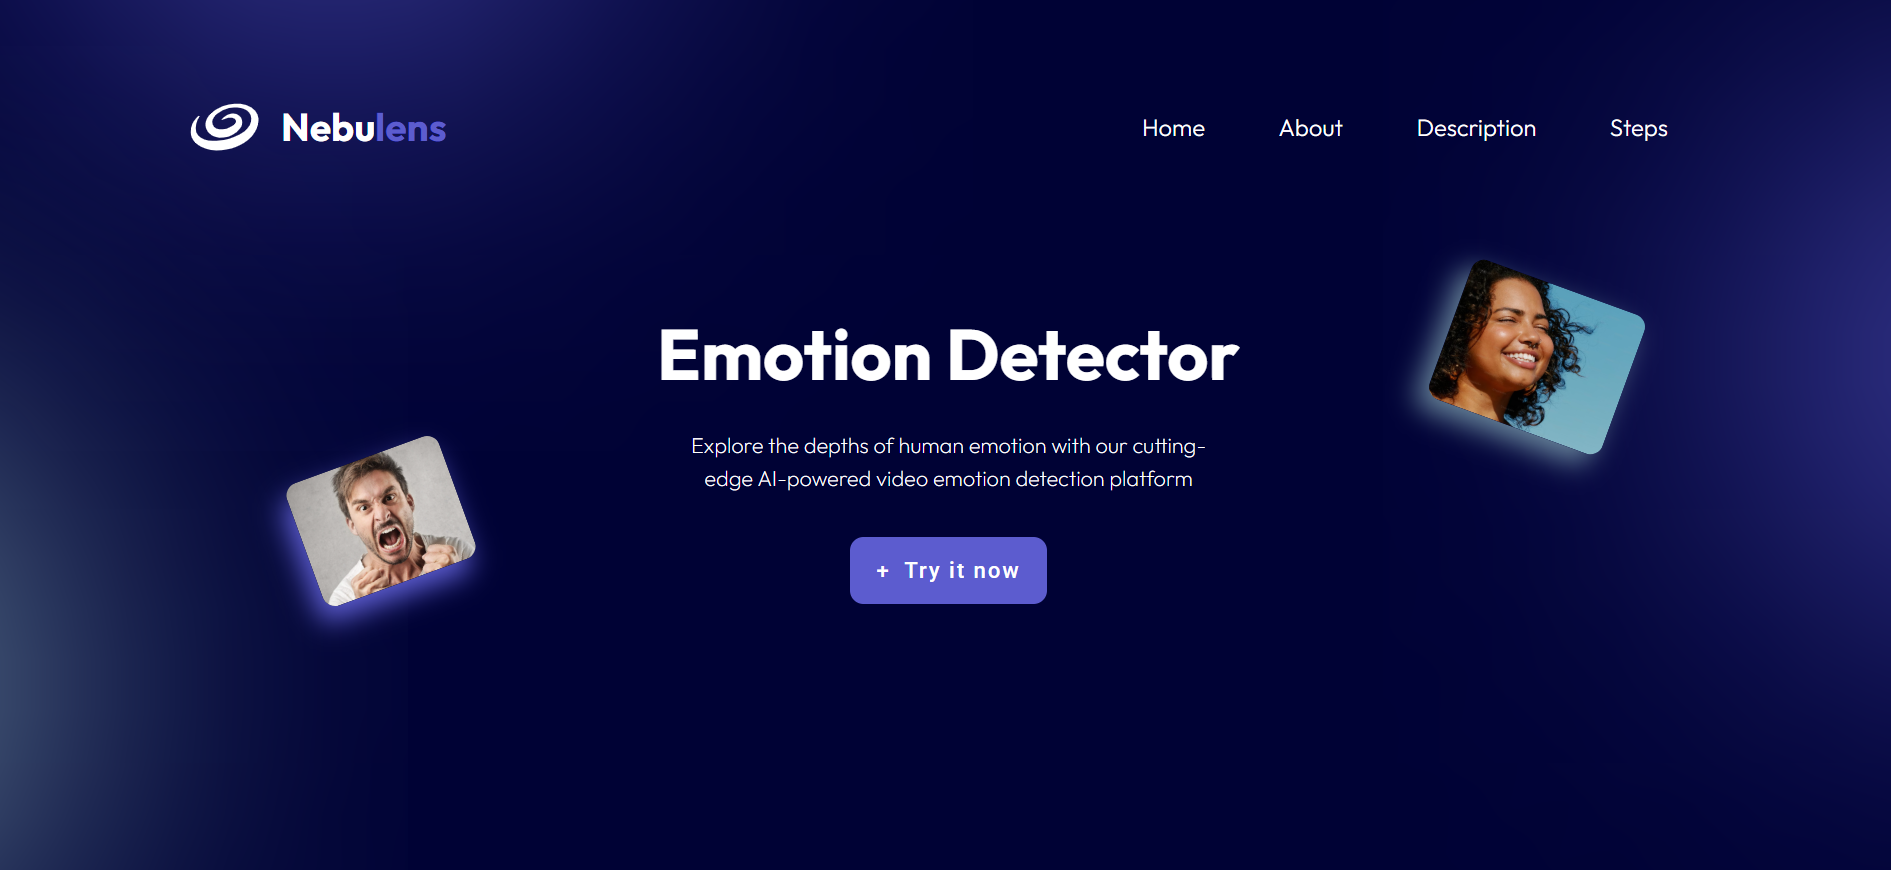 Nebulens
Home
About
Description
Steps
Emotion Detector
Explore the depths of human emotion with our cutting-
edge AI-powered video emotion detection platform
+ Try it now